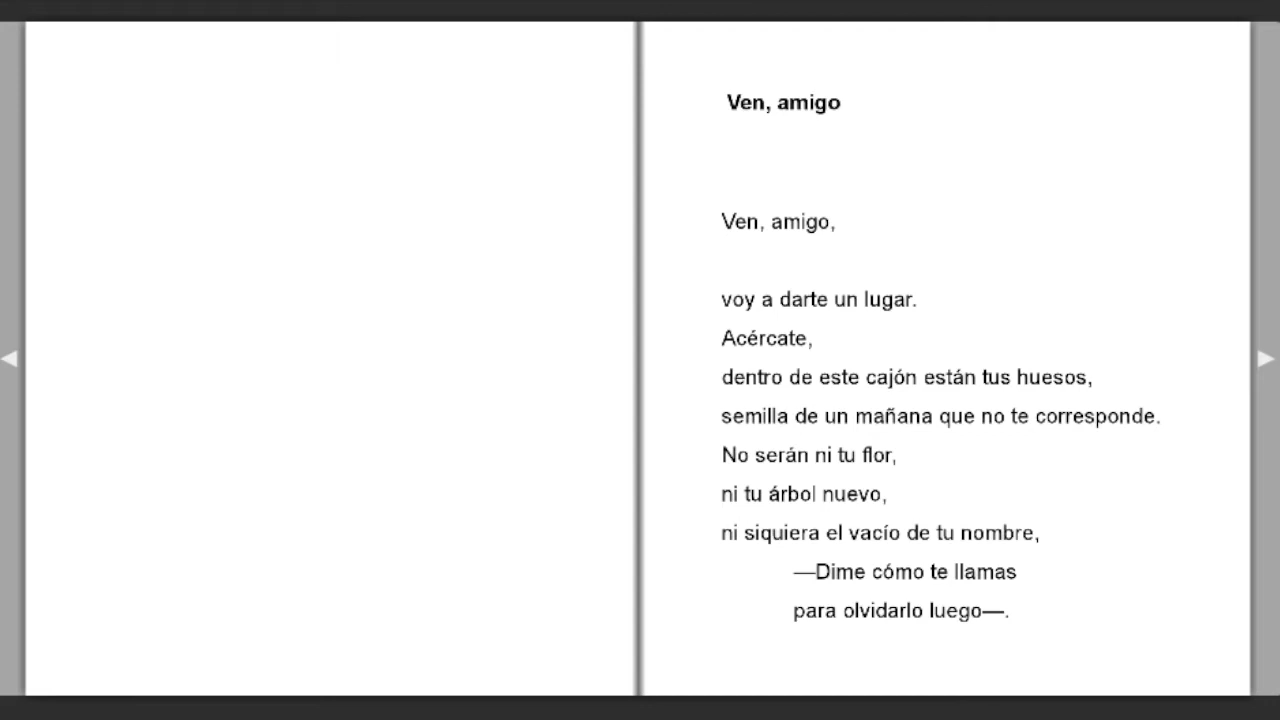 Ven, amigo
Ven, amigo,
voy a darte un lugar.
Acércate,
dentro de este cajón están tus huesos,
semilla de un mañana que no te corresponde.
No serán ni tu flor,
ni tu árbol nuevo,
ni siquiera el vacío de tu nombre,
—Dime cómo te llamas
para olvidarlo luego—.